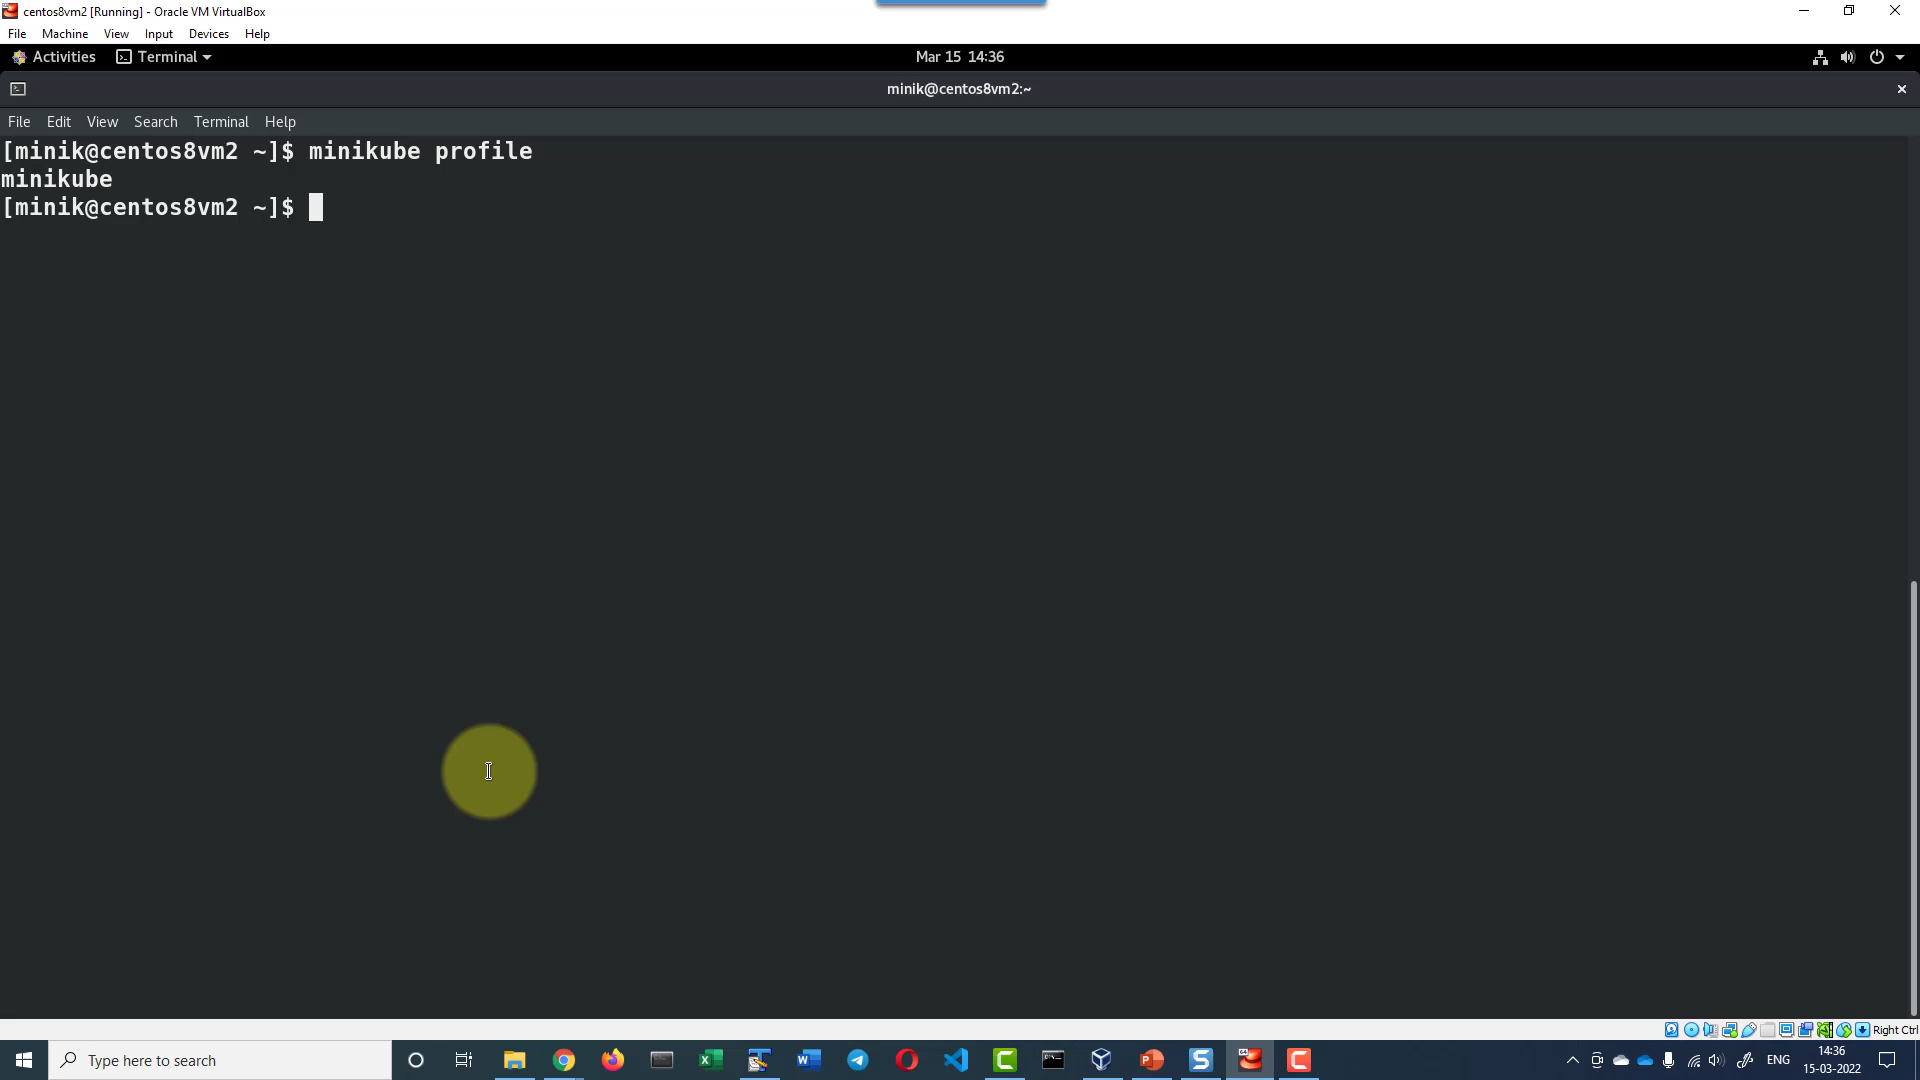 centos8vm2 [Running] - Oracle VM VirtualBox
File Machine View Input Devices Help
Activities Terminal Mar 15 14:36
minik@centos8vm2:~
File Edit View Search Terminal Help
[minik@centos8vm2 ~]$ minikube profile
minikube
[minik@centos8vm2 ~]$
Right Ctrl
Type here to search
ENG
14:36
15-03-2022